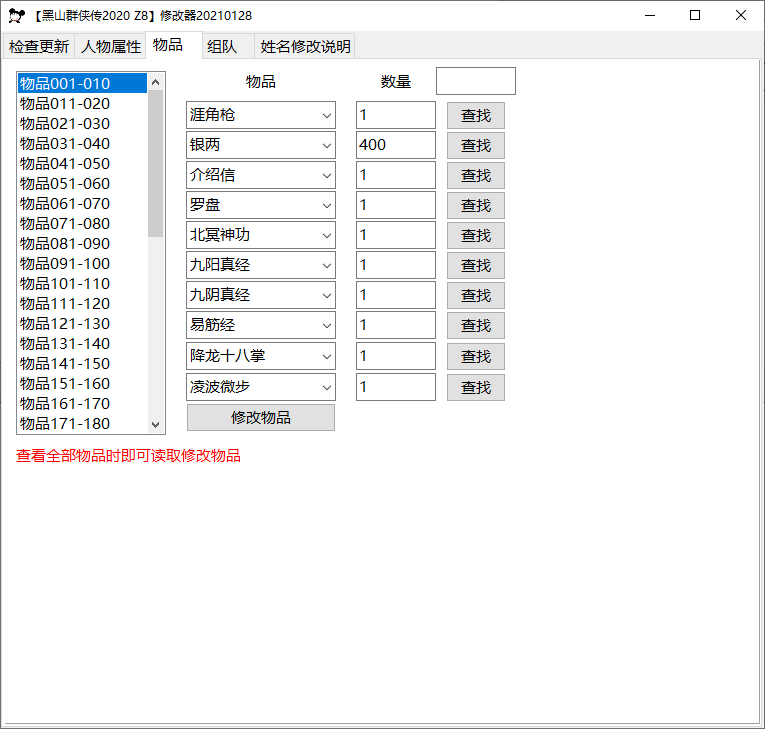 【黑山群侠传2020 Z8】修改器20210128
检查更新 人物属性 物品 组队 姓名修改说明
物品 数量
物品001-010
物品011-020
物品021-030
物品031-040
物品041-050
物品051-060
物品061-070
物品071-080
物品081-090
物品091-100
物品101-110
物品111-120
物品121-130
物品131-140
物品141-150
物品151-160
物品161-170
物品171-180
涯角枪 1 查找
银两 400 查找
介绍信 1 查找
罗盘 1 查找
北冥神功 1 查找
九阳真经 1 查找
九阴真经 1 查找
易筋经 1 查找
降龙十八掌 1 查找
凌波微步 1 查找
修改物品
查看全部物品时即可读取修改物品